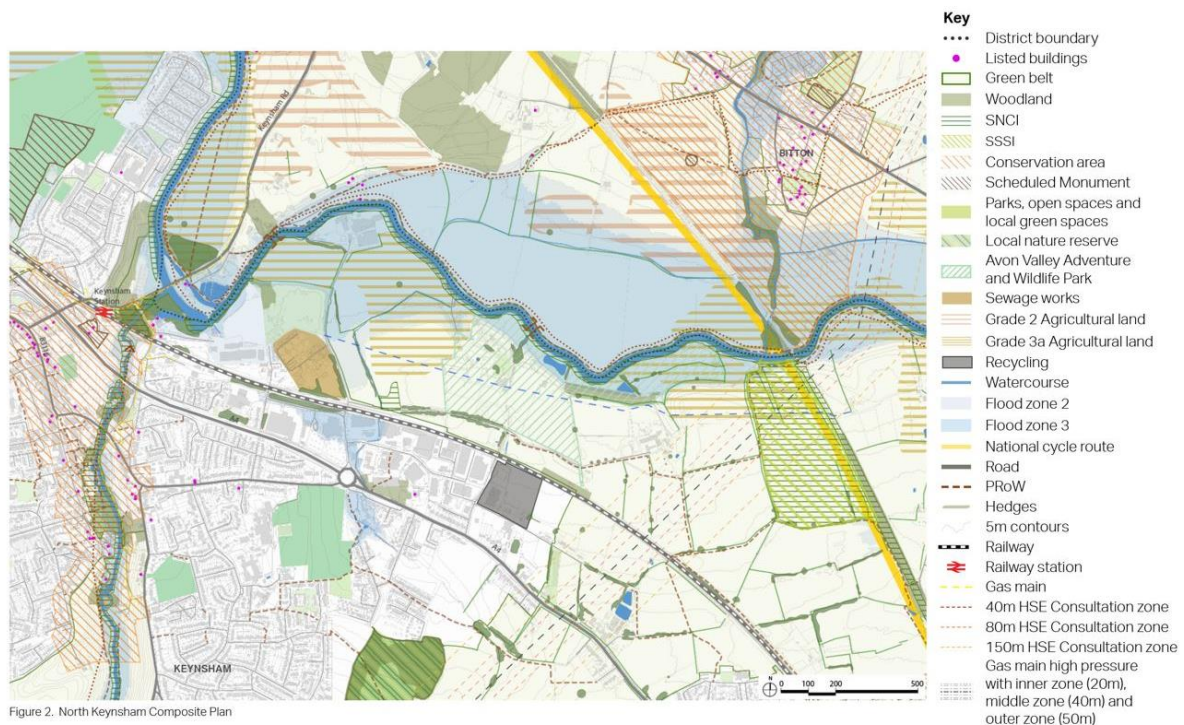 Key
District boundary
Listed buildings
Green belt
Woodland
SNCI
SSSI
Conservation area
Scheduled Monument
Parks, open spaces and
local green spaces
Local nature reserve
Avon Valley Adventure
and Wildlife Park
Sewage works
Grade 2 Agricultural land
Grade 3a Agricultural land
Recycling
Watercourse
Flood zone 2
Flood zone 3
National cycle route
Road
PRoW
Hedges
5m contours
Railway
Railway station
Gas main
40m HSE Consultation zone
80m HSE Consultation zone
150m HSE Consultation zone
Gas main high pressure
with inner zone (20m),
middle zone (40m) and
outer zone (50m)
Keynsham Rd
BITTON
Keynsham
Station
A4
A4
KEYNSHAM
N
0 100 200 500
Figure 2. North Keynsham Composite Plan